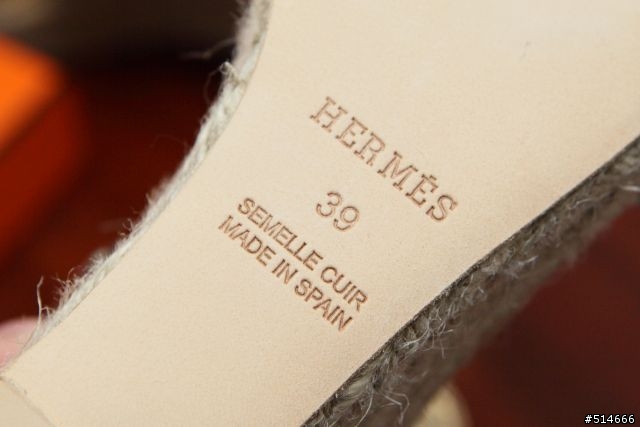 HERMÈS
39
SEMELLE CUIR
MADE IN SPAIN
#514666